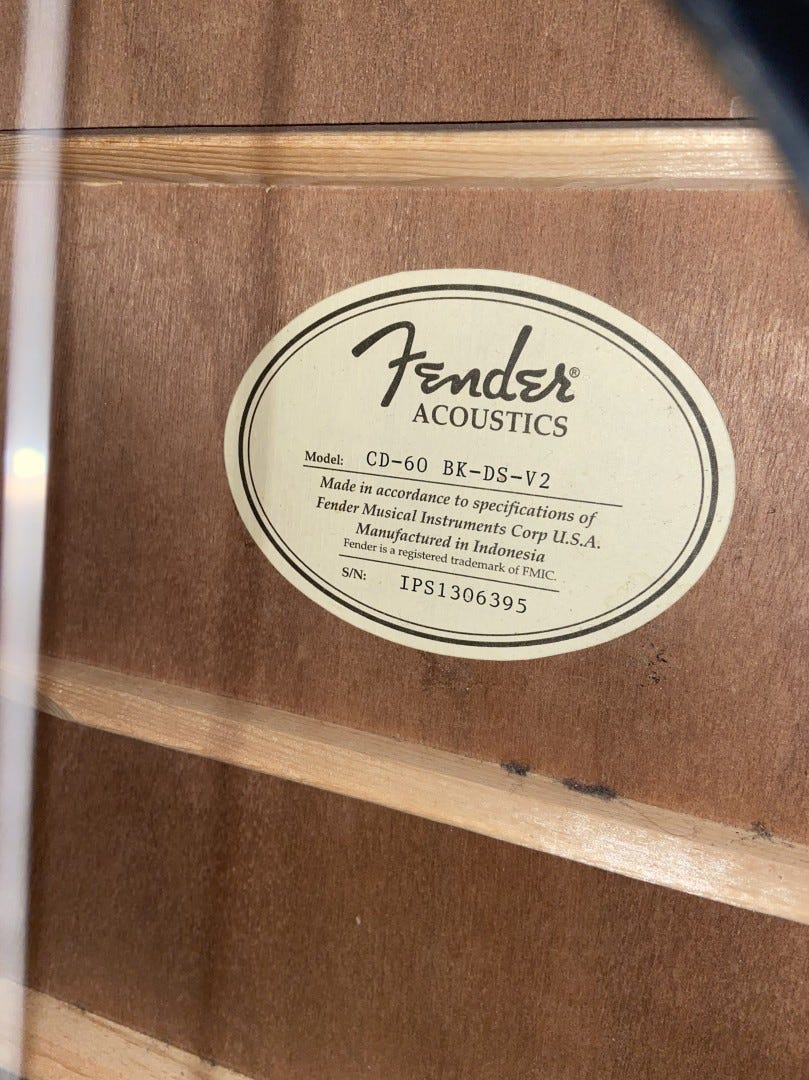 Fender®
ACOUSTICS
Model: CD-60 BK-DS-V2
Made in accordance to specifications of
Fender Musical Instruments Corp U.S.A.
Manufactured in Indonesia
Fender is a registered trademark of FMIC.
S/N: IPS1306395